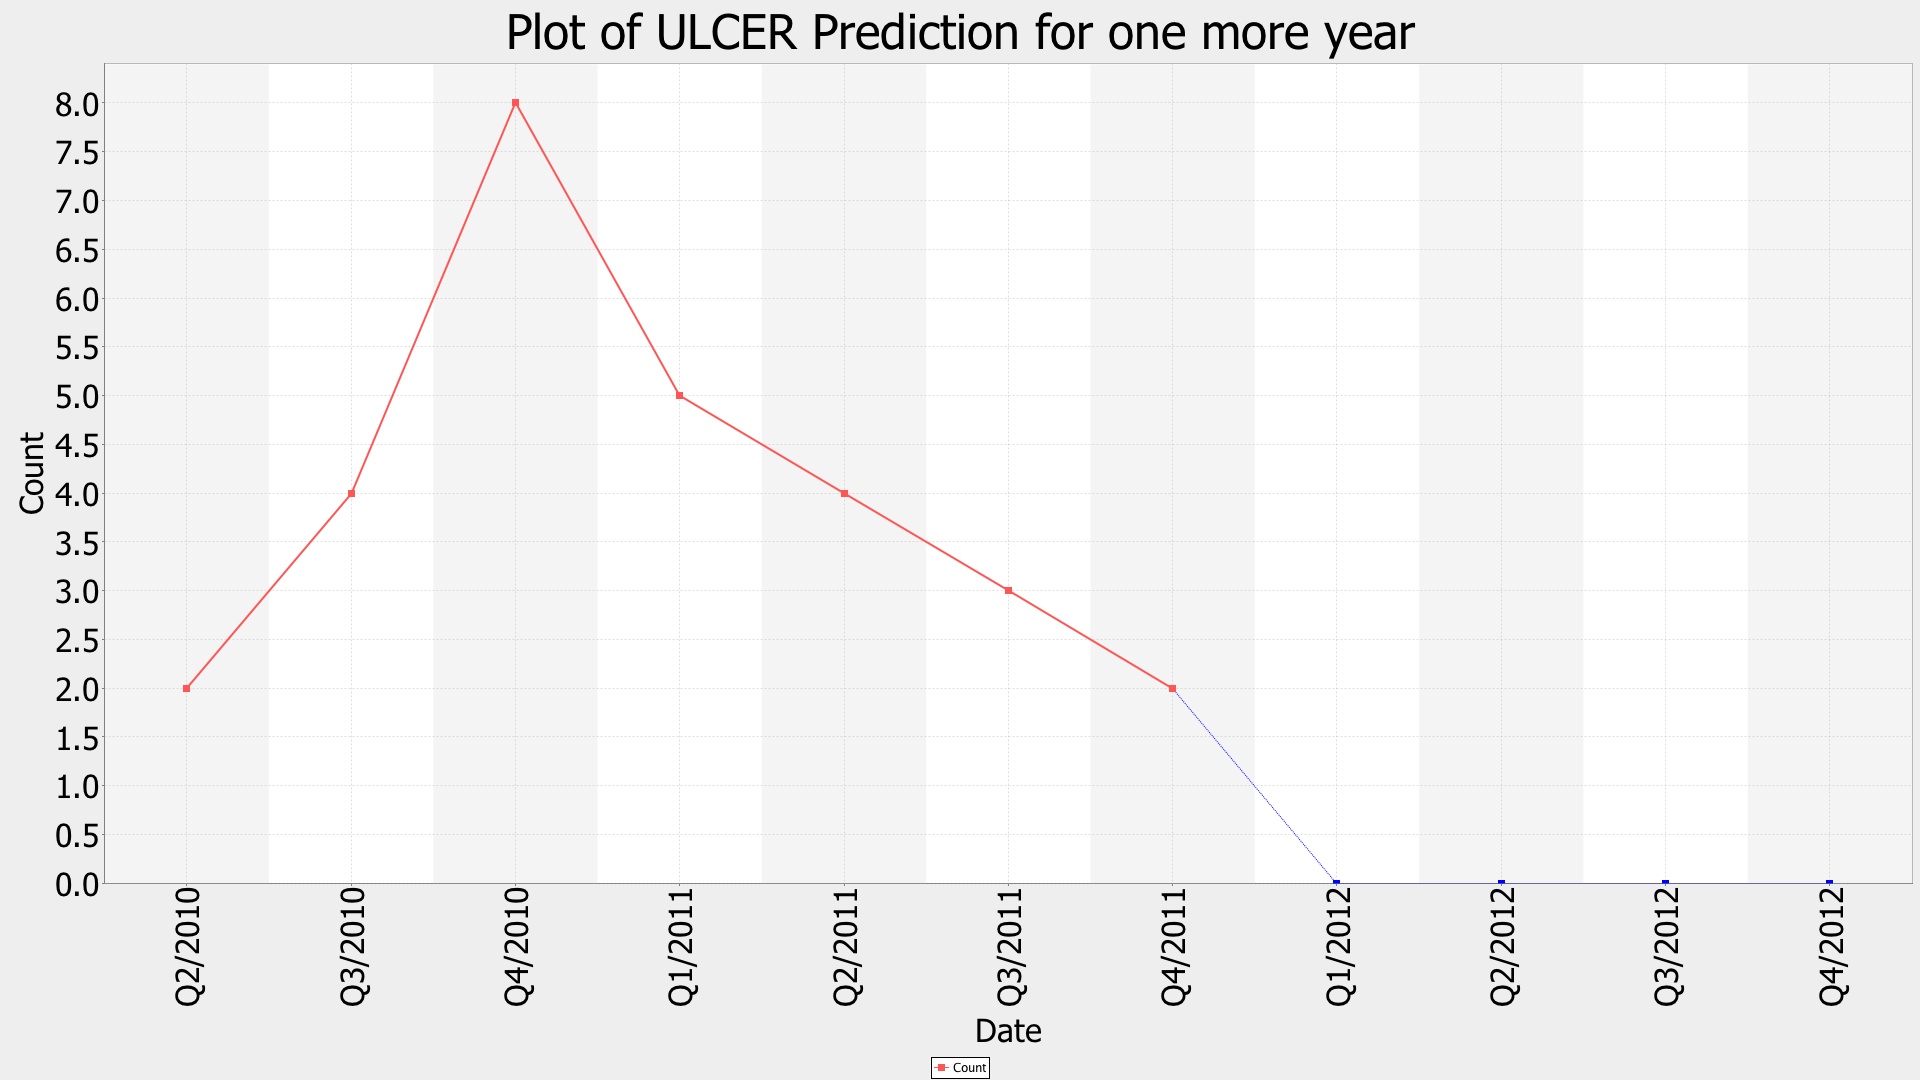 Plot of ULCER Prediction for one more year
Count
8.0
7.5
7.0
6.5
6.0
5.5
5.0
4.5
4.0
3.5
3.0
2.5
2.0
1.5
1.0
0.5
0.0
Q2/2010
Q3/2010
Q4/2010
Q1/2011
Q2/2011
Q3/2011
Q4/2011
Q1/2012
Q2/2012
Q3/2012
Q4/2012
Date
Count